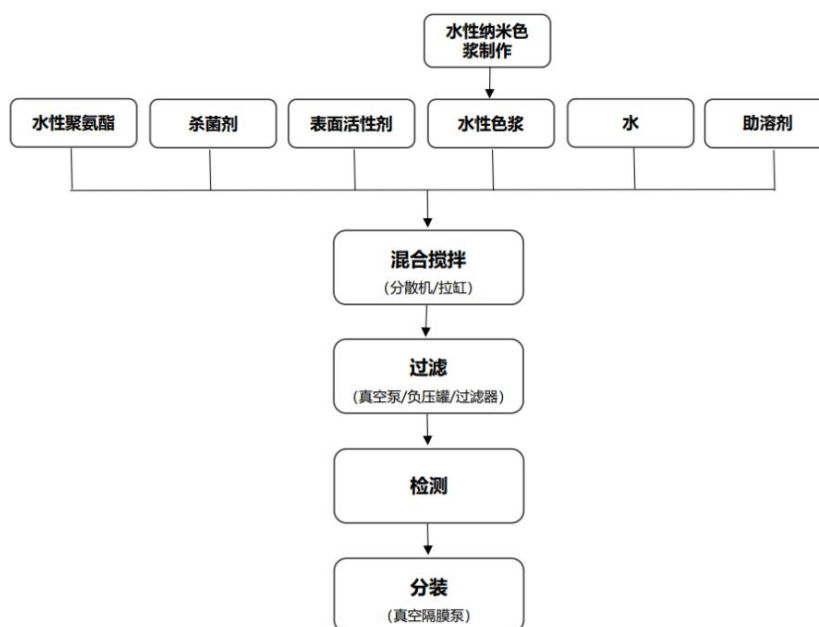 水性纳米色
浆制作
水性聚氨酯
杀菌剂
表面活性剂
水性色浆
水
助溶剂
混合搅拌
(分散机/拉缸)
过滤
(真空泵/负压罐/过滤器)
检测
分装
(真空隔膜泵)